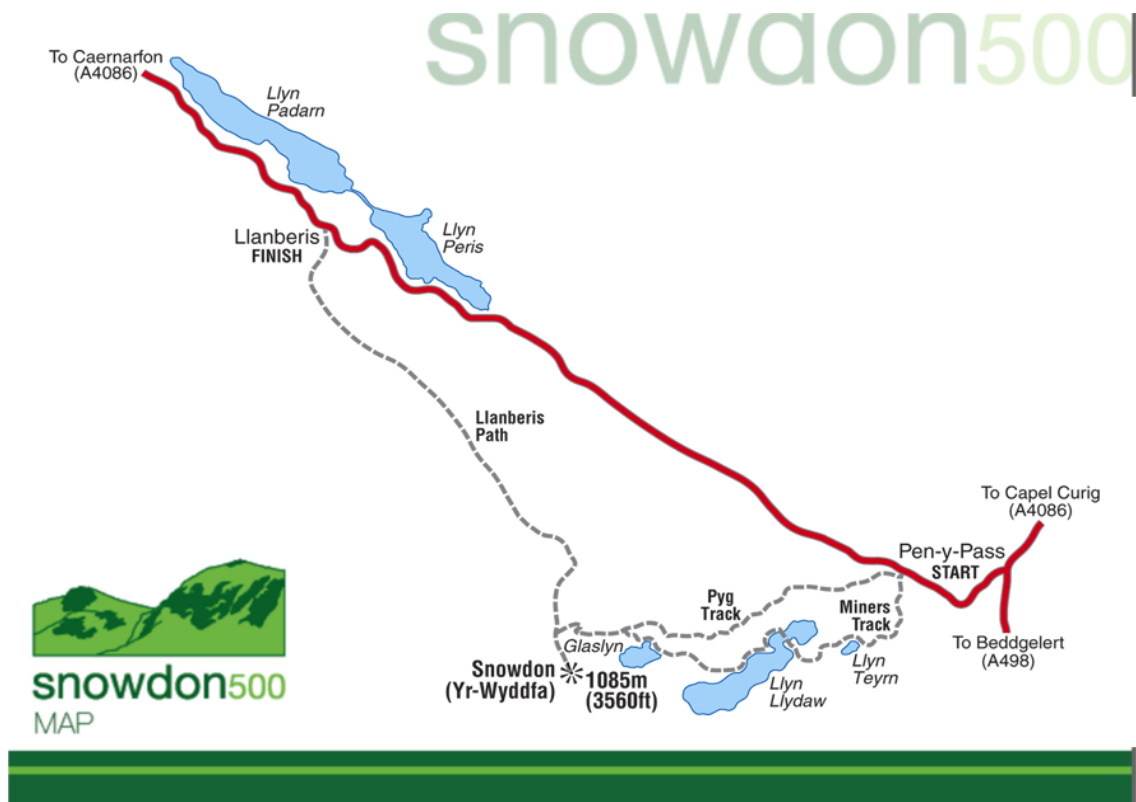 snowdon500
To Caernarfon
(A4086)
Llyn
Padarn
Llyn
Peris
Llanberis
FINISH
Llanberis
Path
To Capel Curig
(A4086)
Pen-y-Pass
START
Pyg
Track
Miners
Track
To Beddgelert
(A498)
Glaslyn
Llyn
Teyrn
Llyn
Llydaw
Snowdon
(Yr-Wyddfa)
1085m
(3560ft)
snowdon500
MAP